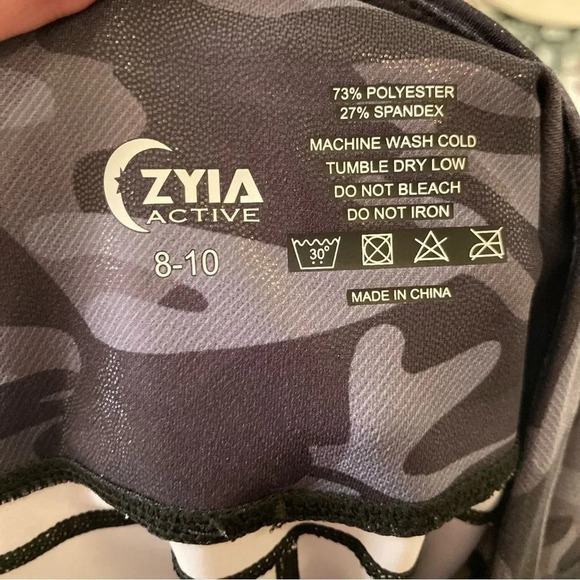 ZYIA
ACTIVE
8-10
73% POLYESTER
27% SPANDEX
MACHINE WASH COLD
TUMBLE DRY LOW
DO NOT BLEACH
DO NOT IRON
30°
MADE IN CHINA